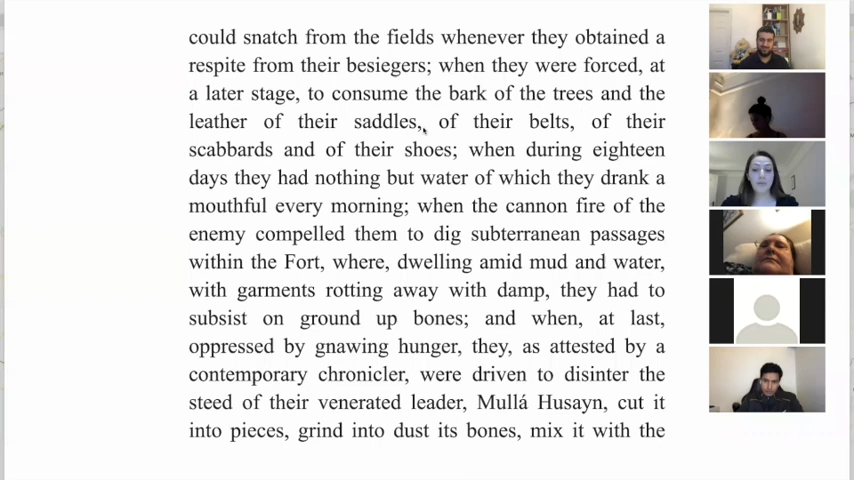 could snatch from the fields whenever they obtained a
respite from their besiegers; when they were forced, at
a later stage, to consume the bark of the trees and the
leather of their saddles, of their belts, of their
scabbards and of their shoes; when during eighteen
days they had nothing but water of which they drank a
mouthful every morning; when the cannon fire of the
enemy compelled them to dig subterranean passages
within the Fort, where, dwelling amid mud and water,
with garments rotting away with damp, they had to
subsist on ground up bones; and when, at last,
oppressed by gnawing hunger, they, as attested by a
contemporary chronicler, were driven to disinter the
steed of their venerated leader, Mullá Husayn, cut it
into pieces, grind into dust its bones, mix it with the